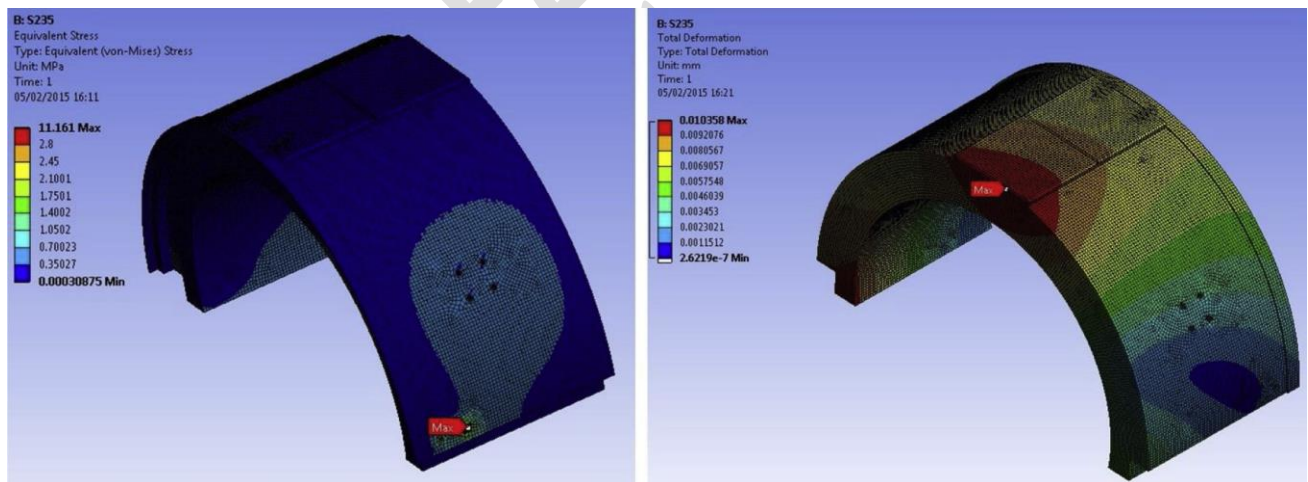 B: S235
Equivalent Stress
Type: Equivalent (von-Mises) Stress
Unit: MPa
Time: 1
05/02/2015 16:11
11.161 Max
2.8
2.45
2.1001
1.7501
1.4002
1.0502
0.70023
0.35027
0.00030875 Min
Max
B: S235
Total Deformation
Type: Total Deformation
Unit: mm
Time: 1
05/02/2015 16:21
0.010358 Max
0.0092076
0.0080567
0.0069057
0.0057548
0.0046039
0.003453
0.0023021
0.0011512
2.6219e-7 Min
Max